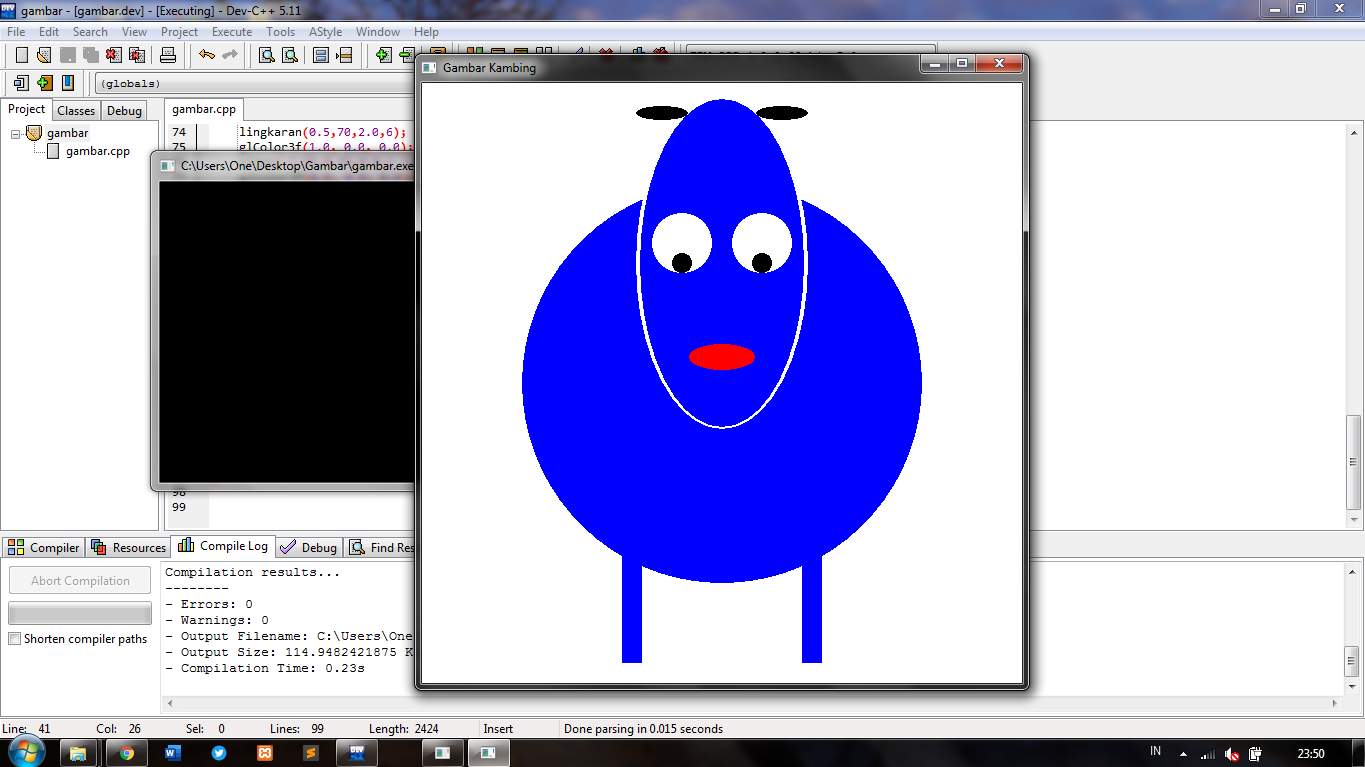 gambar - [gambar.dev] - [Executing] - Dev-C++ 5.11
File Edit Search View Project Execute Tools AStyle Window Help
(globals)
Project Classes Debug
gambar.cpp
gambar
gambar.cpp
74 lingkaran(0.5,70,2.0,6);
75 glColor3f(1.0, 0.0, 0.0);
C:\Users\One\Desktop\Gambar\gambar.exe
Gambar Kambing
98
99
Compiler Resources Compile Log Debug Find Res
Abort Compilation
Shorten compiler paths
Compilation results...
--------
- Errors: 0
- Warnings: 0
- Output Filename: C:\Users\One
- Output Size: 114.9482421875 K
- Compilation Time: 0.23s
Line: 41 Col: 26 Sel: 0 Lines: 99 Length: 2424 Insert Done parsing in 0.015 seconds
IN 23:50